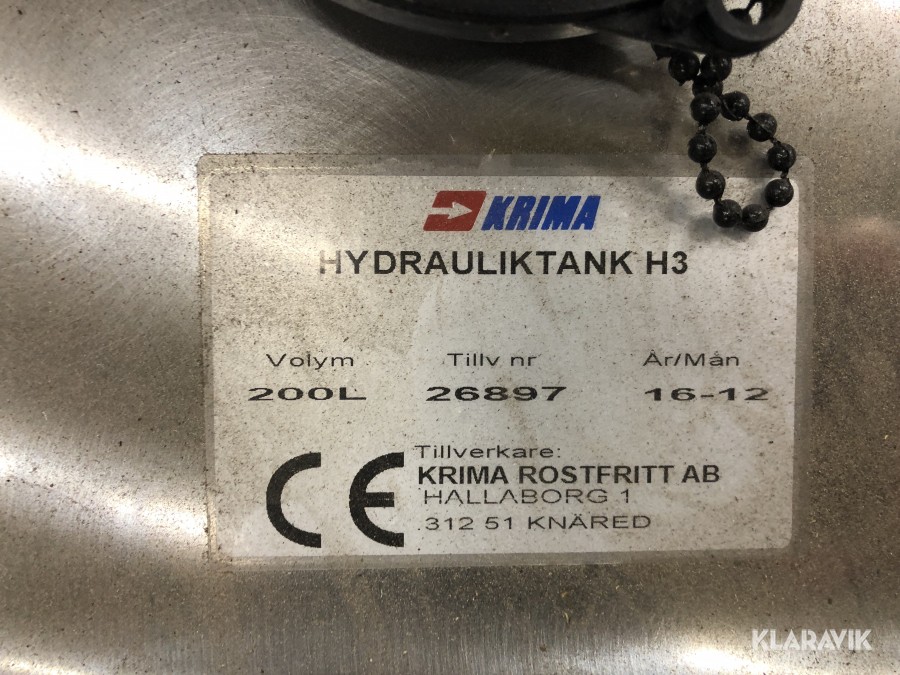 KRIMA
HYDRAULIKTANK H3
Volym Tillv nr År/Mån
200L 26897 16-12
Tillverkare:
KRIMA ROSTFRITT AB
HALLABORG 1
312 51 KNÄRED
CE
KLARAVIK